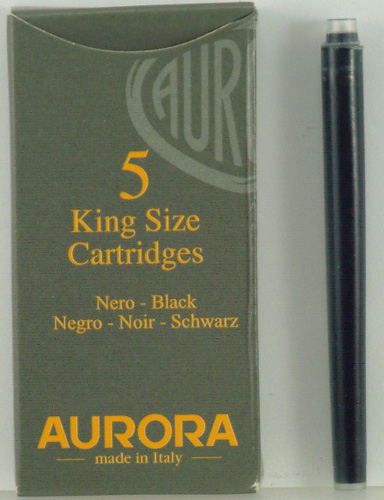 AUR
5
King Size
Cartridges
Nero - Black
Negro - Noir - Schwarz
AURORA
made in Italy